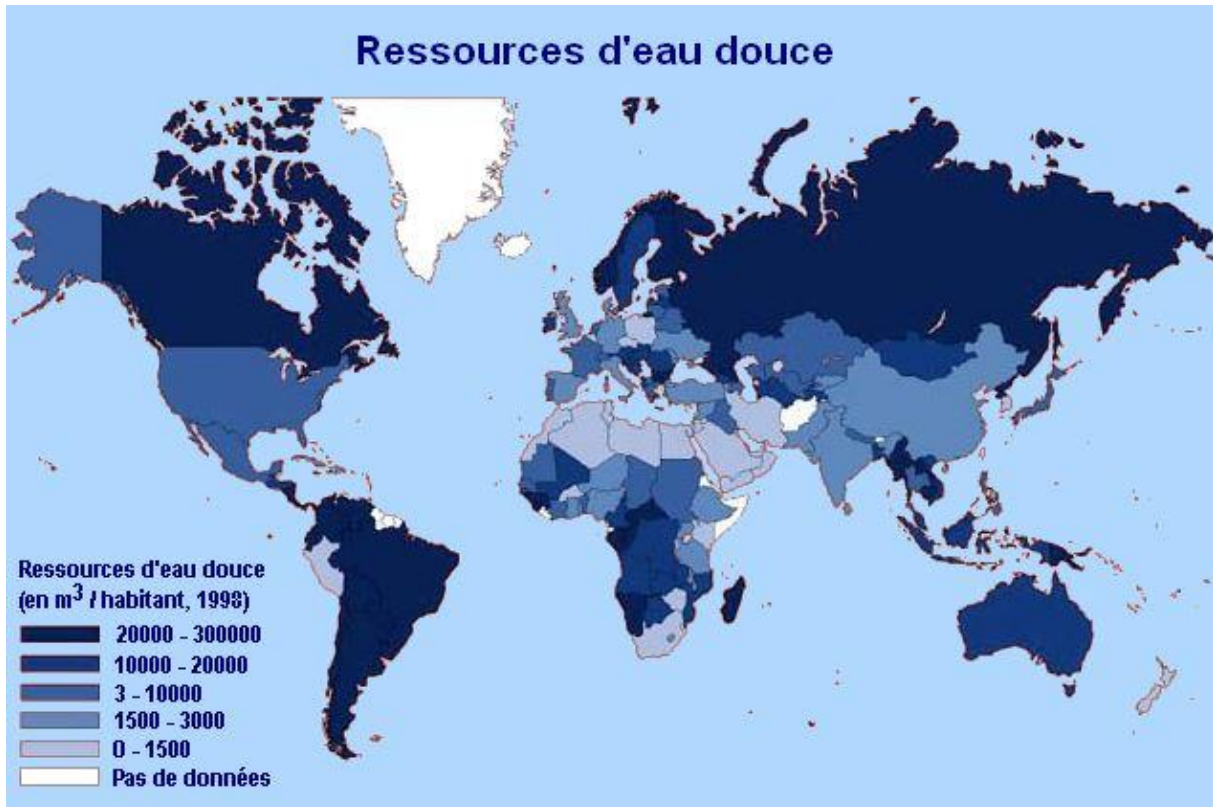 Ressources d'eau douce
Ressources d'eau douce
(en m³ / habitant, 1998)
20000 - 300000
10000 - 20000
3 - 10000
1500 - 3000
0 - 1500
Pas de données